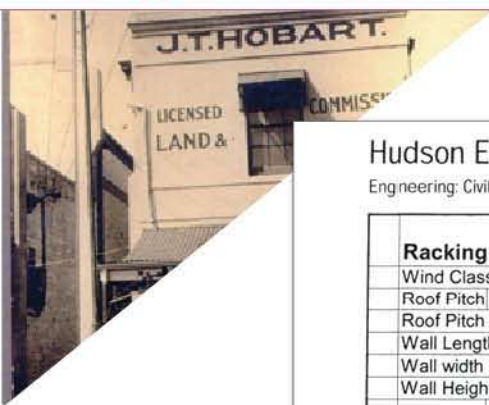 J.T.HOBART.
LICENSED
LAND &
Hudson E
Engineering: Civil
Racking
Wind Class
Roof Pitch
Roof Pitch
Wall Length
Wall width
Wall Heigh